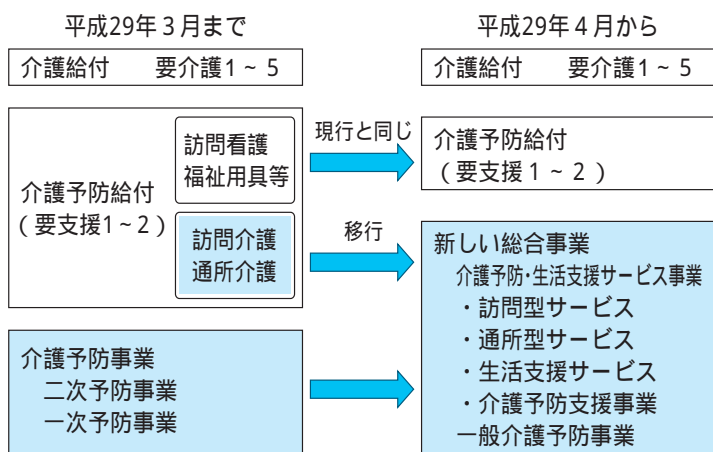 平成29年3月まで
介護給付 要介護1~5
介護予防給付
(要支援1~2)
訪問看護
福祉用具等
訪問介護
通所介護
介護予防事業
二次予防事業
一次予防事業
現行と同じ
移行
平成29年4月から
介護給付 要介護1~5
介護予防給付
(要支援1~2)
新しい総合事業
介護予防・生活支援サービス事業
・訪問型サービス
・通所型サービス
・生活支援サービス
・介護予防支援事業
一般介護予防事業